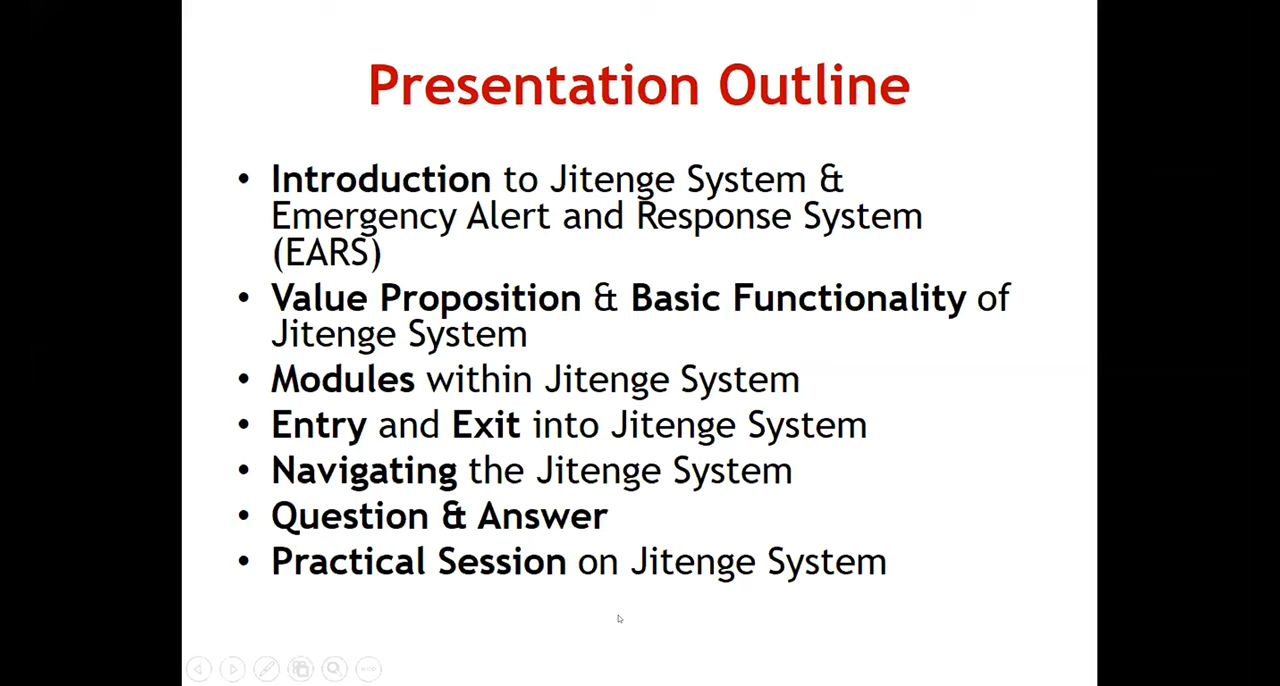 Presentation Outline
• Introduction to Jitenge System &
Emergency Alert and Response System
(EARS)
• Value Proposition & Basic Functionality of
Jitenge System
• Modules within Jitenge System
• Entry and Exit into Jitenge System
• Navigating the Jitenge System
• Question & Answer
• Practical Session on Jitenge System